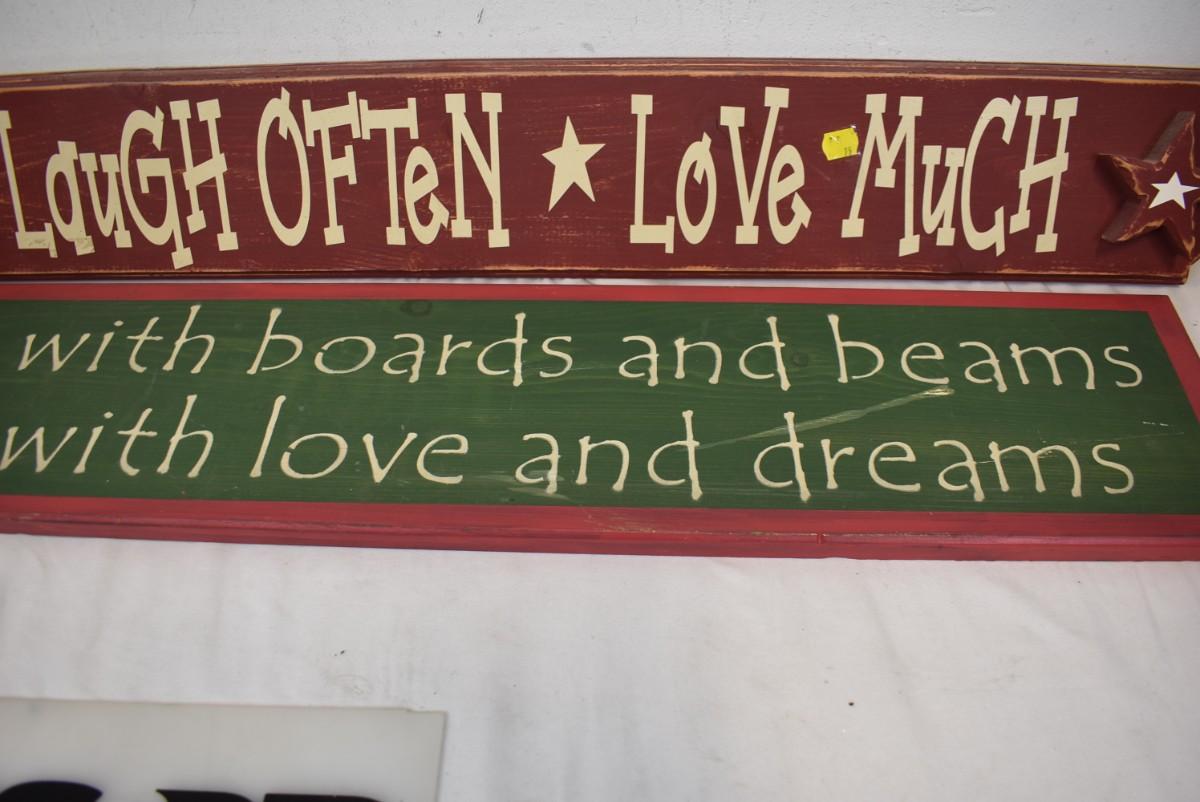 LauGH OFTeN ★ LoVe MuCH
with boards and beams
with love and dreams